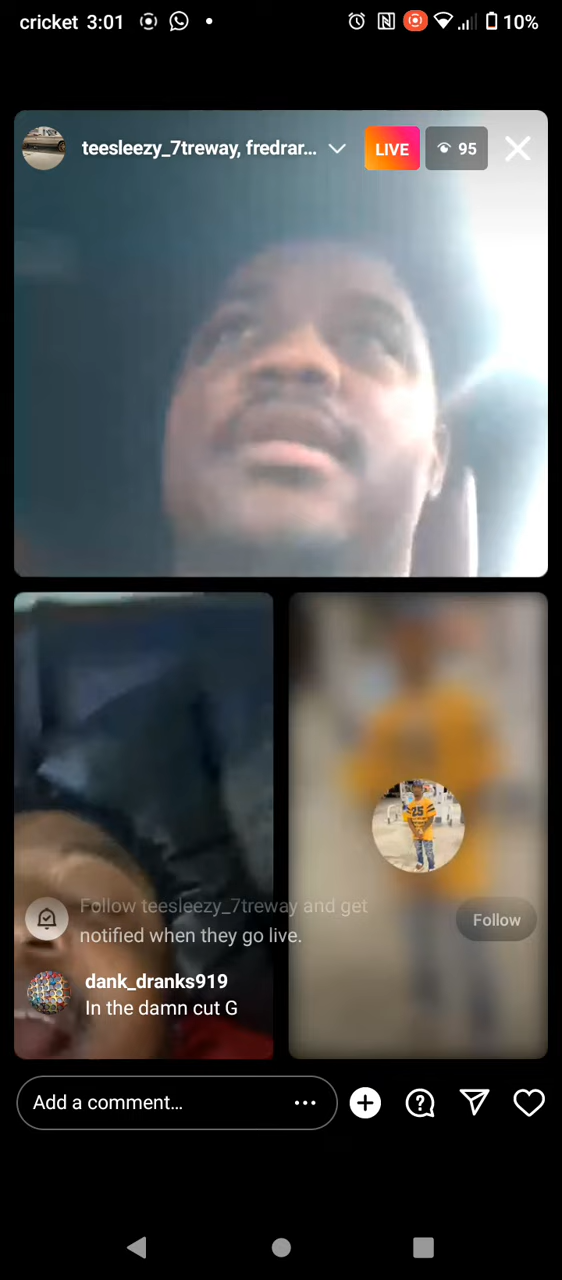 cricket 3:01
10%
teesleezy_7treway, fredrar...
LIVE
95
25
Follow teesleezy_7treway and get
notified when they go live.
Follow
dank_dranks919
In the damn cut G
Add a comment...